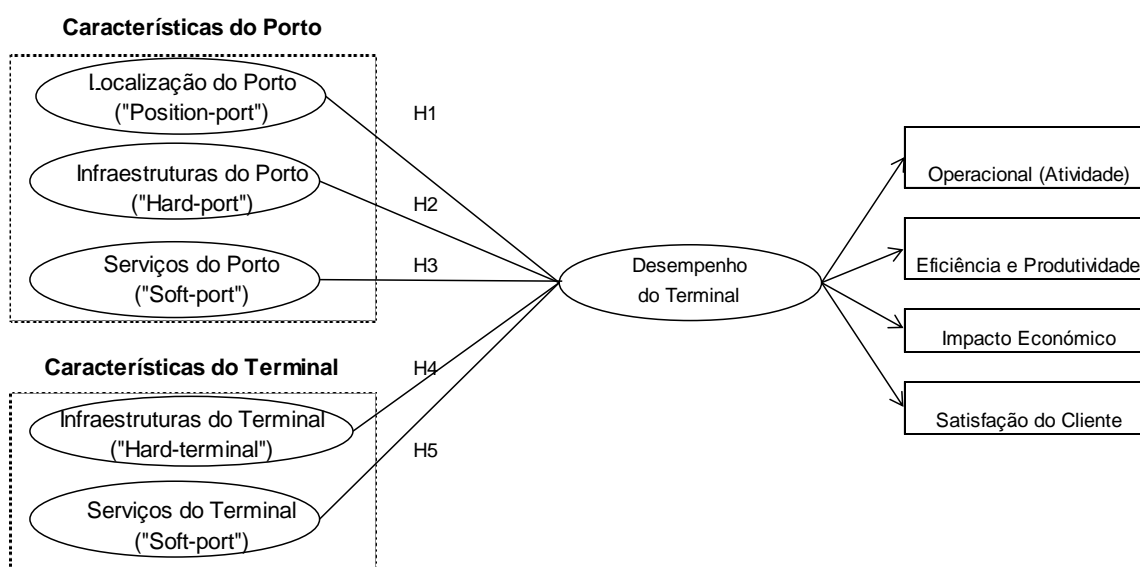 Características do Porto
Localização do Porto
("Position-port")
H1
Infraestruturas do Porto
("Hard-port")
H2
Serviços do Porto
("Soft-port")
H3
Características do Terminal
H4
Infraestruturas do Terminal
("Hard-terminal")
H5
Serviços do Terminal
("Soft-port")
Desempenho
do Terminal
Operacional (Atividade)
Eficiência e Produtividade
Impacto Económico
Satisfação do Cliente